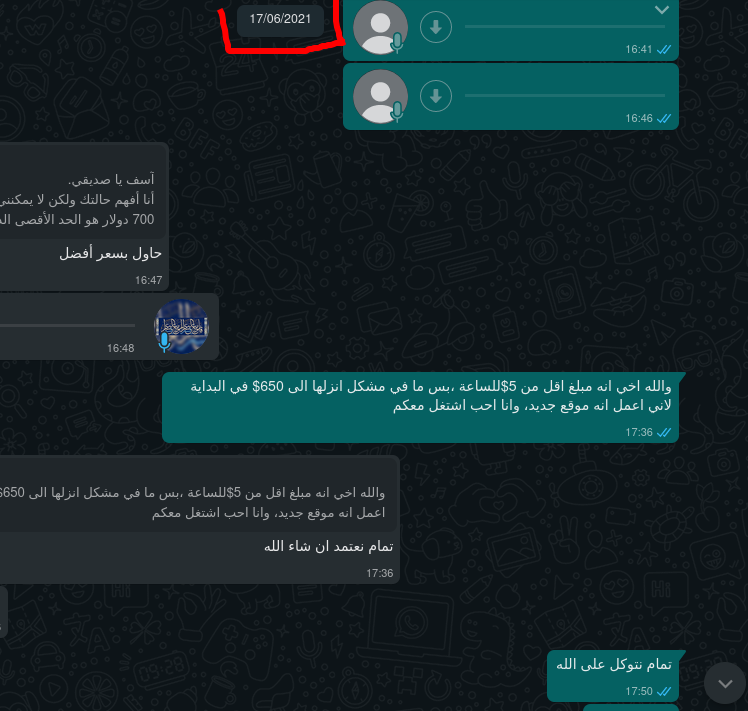 17/06/2021
16:41
16:46
آسف يا صديقي.
أنا أفهم حالتك ولكن لا يمكنني
700 دولار هو الحد الأقصى
حاول بسعر أفضل
16:47
16:48
والله اخي انه مبلغ اقل من 5$للساعة ،بس ما في مشكل انزلها الى 650$ في البداية
لاني اعمل انه موقع جديد، وانا احب اشتغل معكم
17:36
والله اخي انه مبلغ اقل من 5$للساعة ،بس ما في مشكل انزلها الى 650$
اعمل انه موقع جديد، وانا احب اشتغل معكم
تمام نعتمد ان شاء الله
17:36
تمام نتوكل على الله
17:50